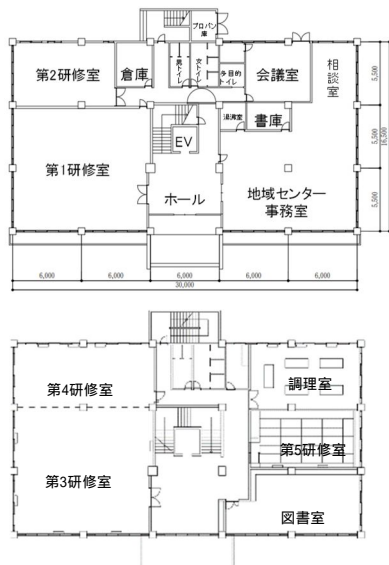 プロパン庫
第2研修室
倉庫
男トイレ
女トイレ
多目的トイレ
会議室
相談室
湯沸室
書庫
EV
第1研修室
ホール
地域センター
事務室
5,500
5,500
5,500
16,500
6,000
6,000
6,000
6,000
6,000
30,000
第4研修室
調理室
第5研修室
第3研修室
図書室